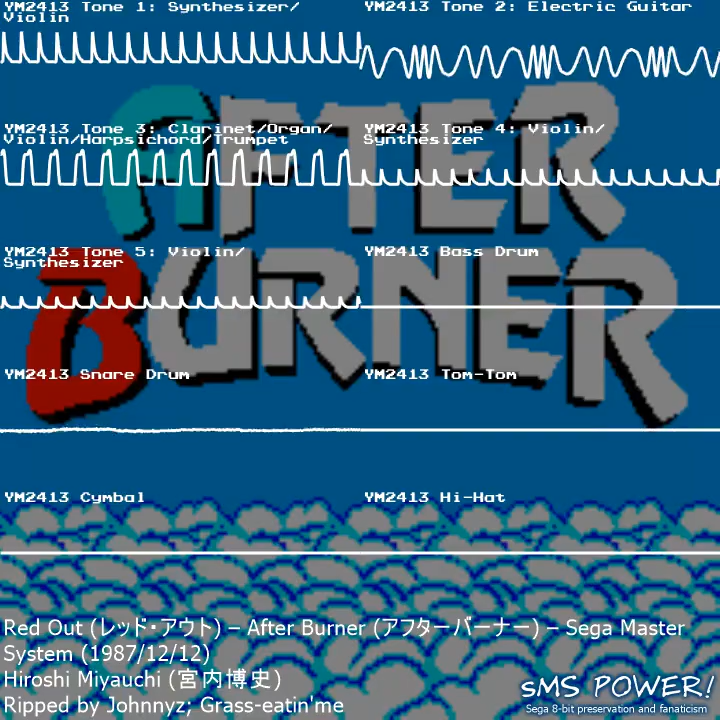 YM2413 Tone 1: Synthesizer/
Violin
YM2413 Tone 2: Electric Guitar
YM2413 Tone 3: Clarinet/Organ/
Violin/Harpsichord/Trumpet
YM2413 Tone 4: Violin/
Synthesizer
AFTER
YM2413 Tone 5: Violin/
Synthesizer
YM2413 Bass Drum
BURNER
YM2413 Snare Drum
YM2413 Tom-Tom
YM2413 Cymbal
YM2413 Hi-Hat
Red Out (レッド・アウト) – After Burner (アフターバーナー) – Sega Master
System (1987/12/12)
Hiroshi Miyauchi (宮内博史)
Ripped by Johnnyz; Grass-eatin'me
SMS POWER!
Sega 8-bit preservation and fanaticism